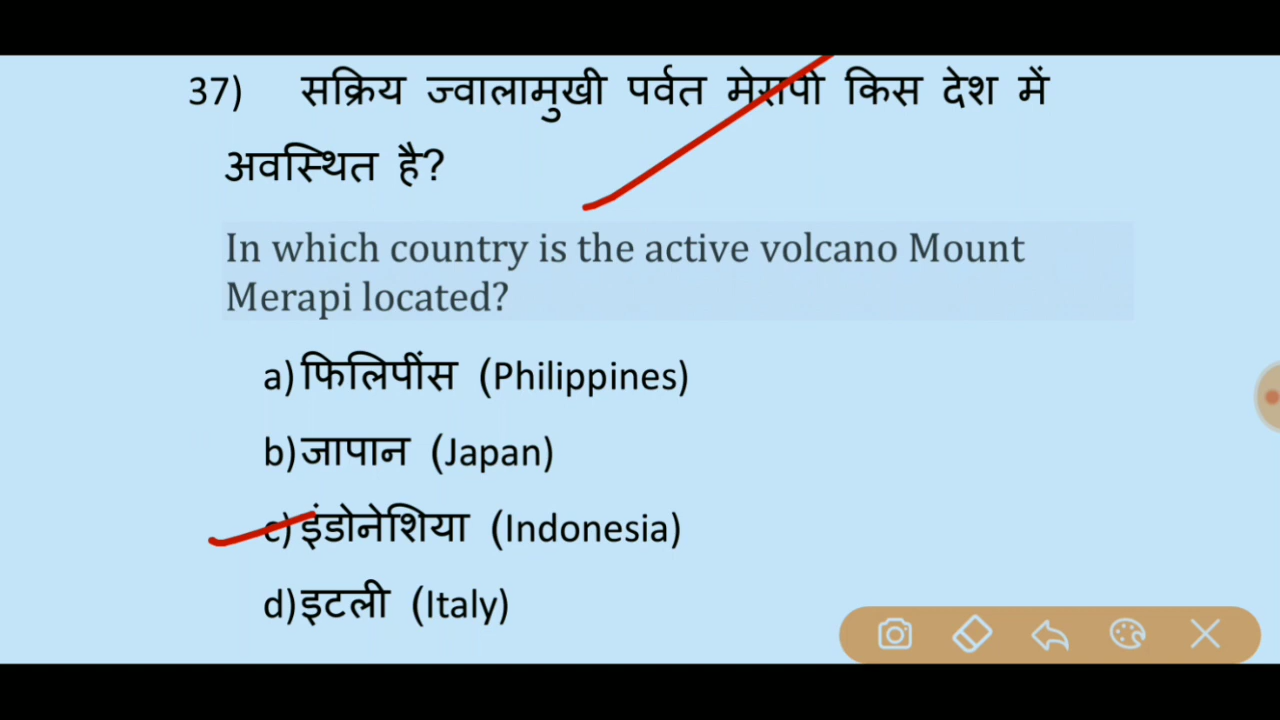 37) सक्रिय ज्वालामुखी पर्वत मेरापी किस देश में
अवस्थित है?
In which country is the active volcano Mount
Merapi located?
a) फिलिपींस (Philippines)
b) जापान (Japan)
c) इंडोनेशिया (Indonesia)
d) इटली (Italy)